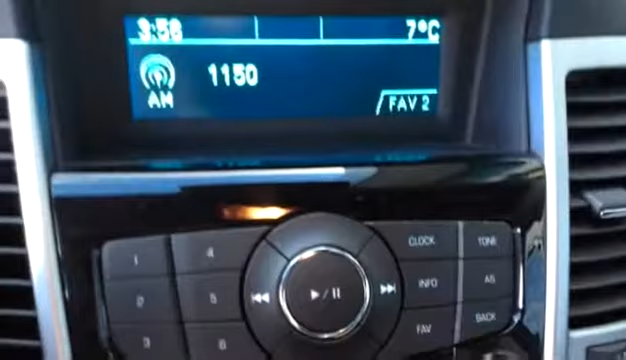 3:56 7°C
1150
AM
FAV 2
CLOCK TONE
1 4
INFO AS
2 5
FAV BACK
3 6